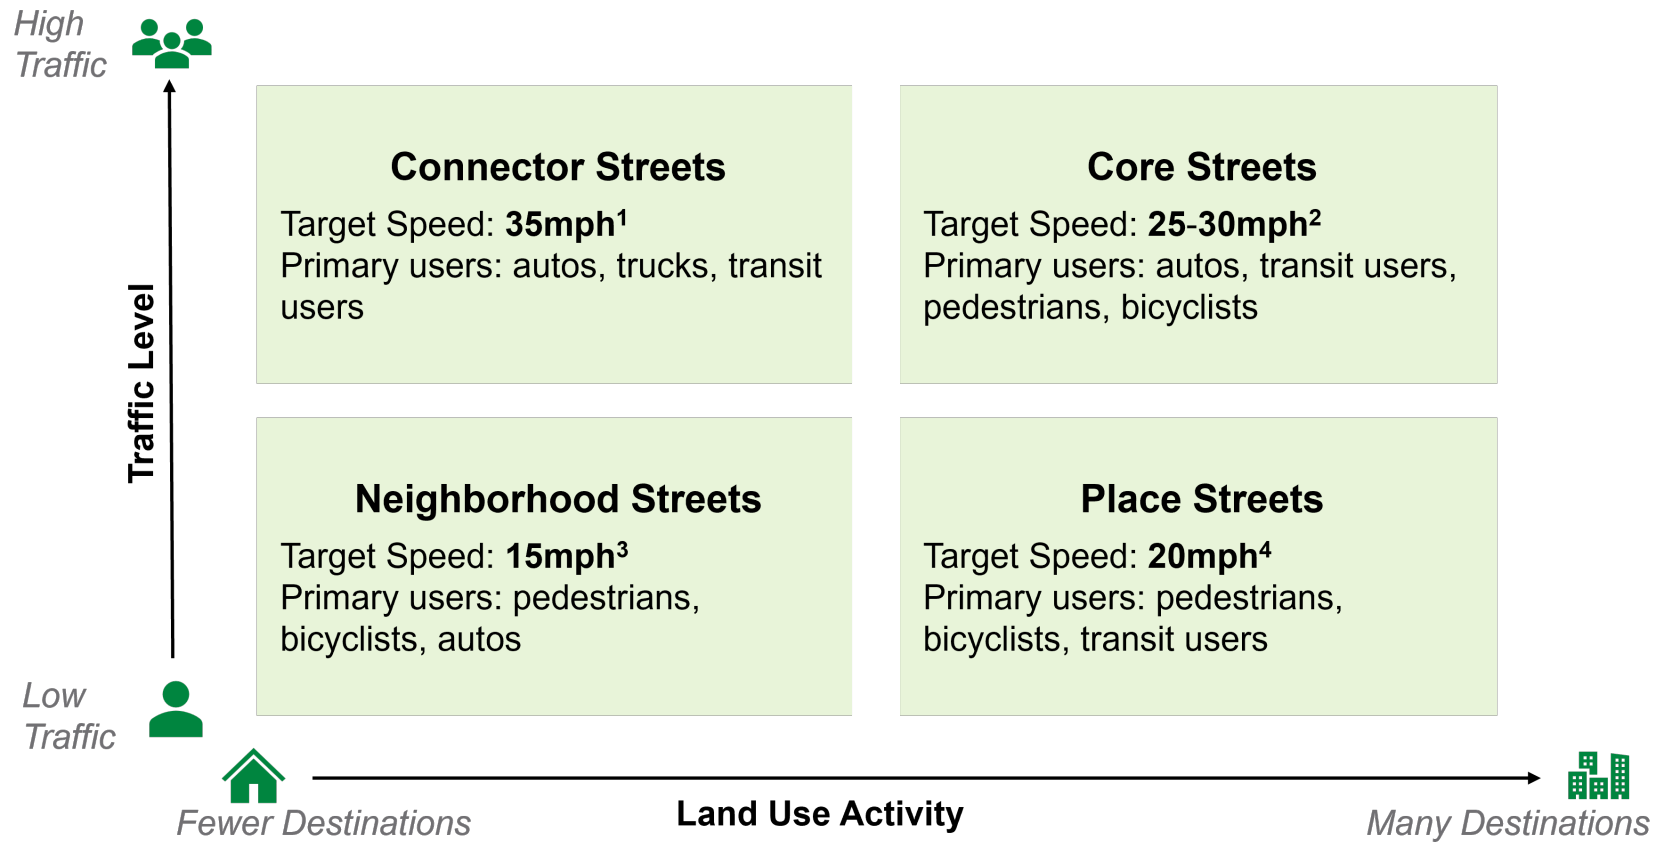 High
Traffic
Connector Streets
Target Speed: 35mph¹
Primary users: autos, trucks, transit
users
Core Streets
Target Speed: 25-30mph²
Primary users: autos, transit users,
pedestrians, bicyclists
Traffic Level
Neighborhood Streets
Target Speed: 15mph³
Primary users: pedestrians,
bicyclists, autos
Place Streets
Target Speed: 20mph⁴
Primary users: pedestrians,
bicyclists, transit users
Low
Traffic
Fewer Destinations
Land Use Activity
Many Destinations